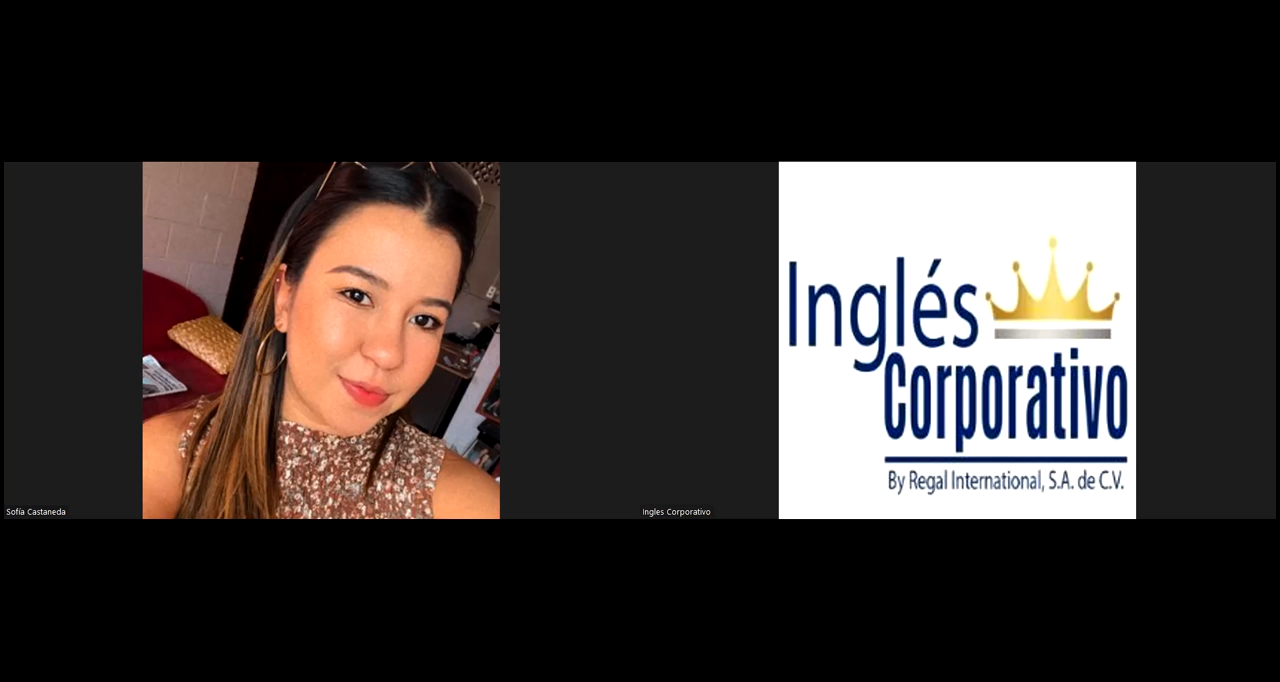 Inglés
Corporativo
By Regal International, S.A. de C.V.
Sofía Castaneda
Ingles Corporativo